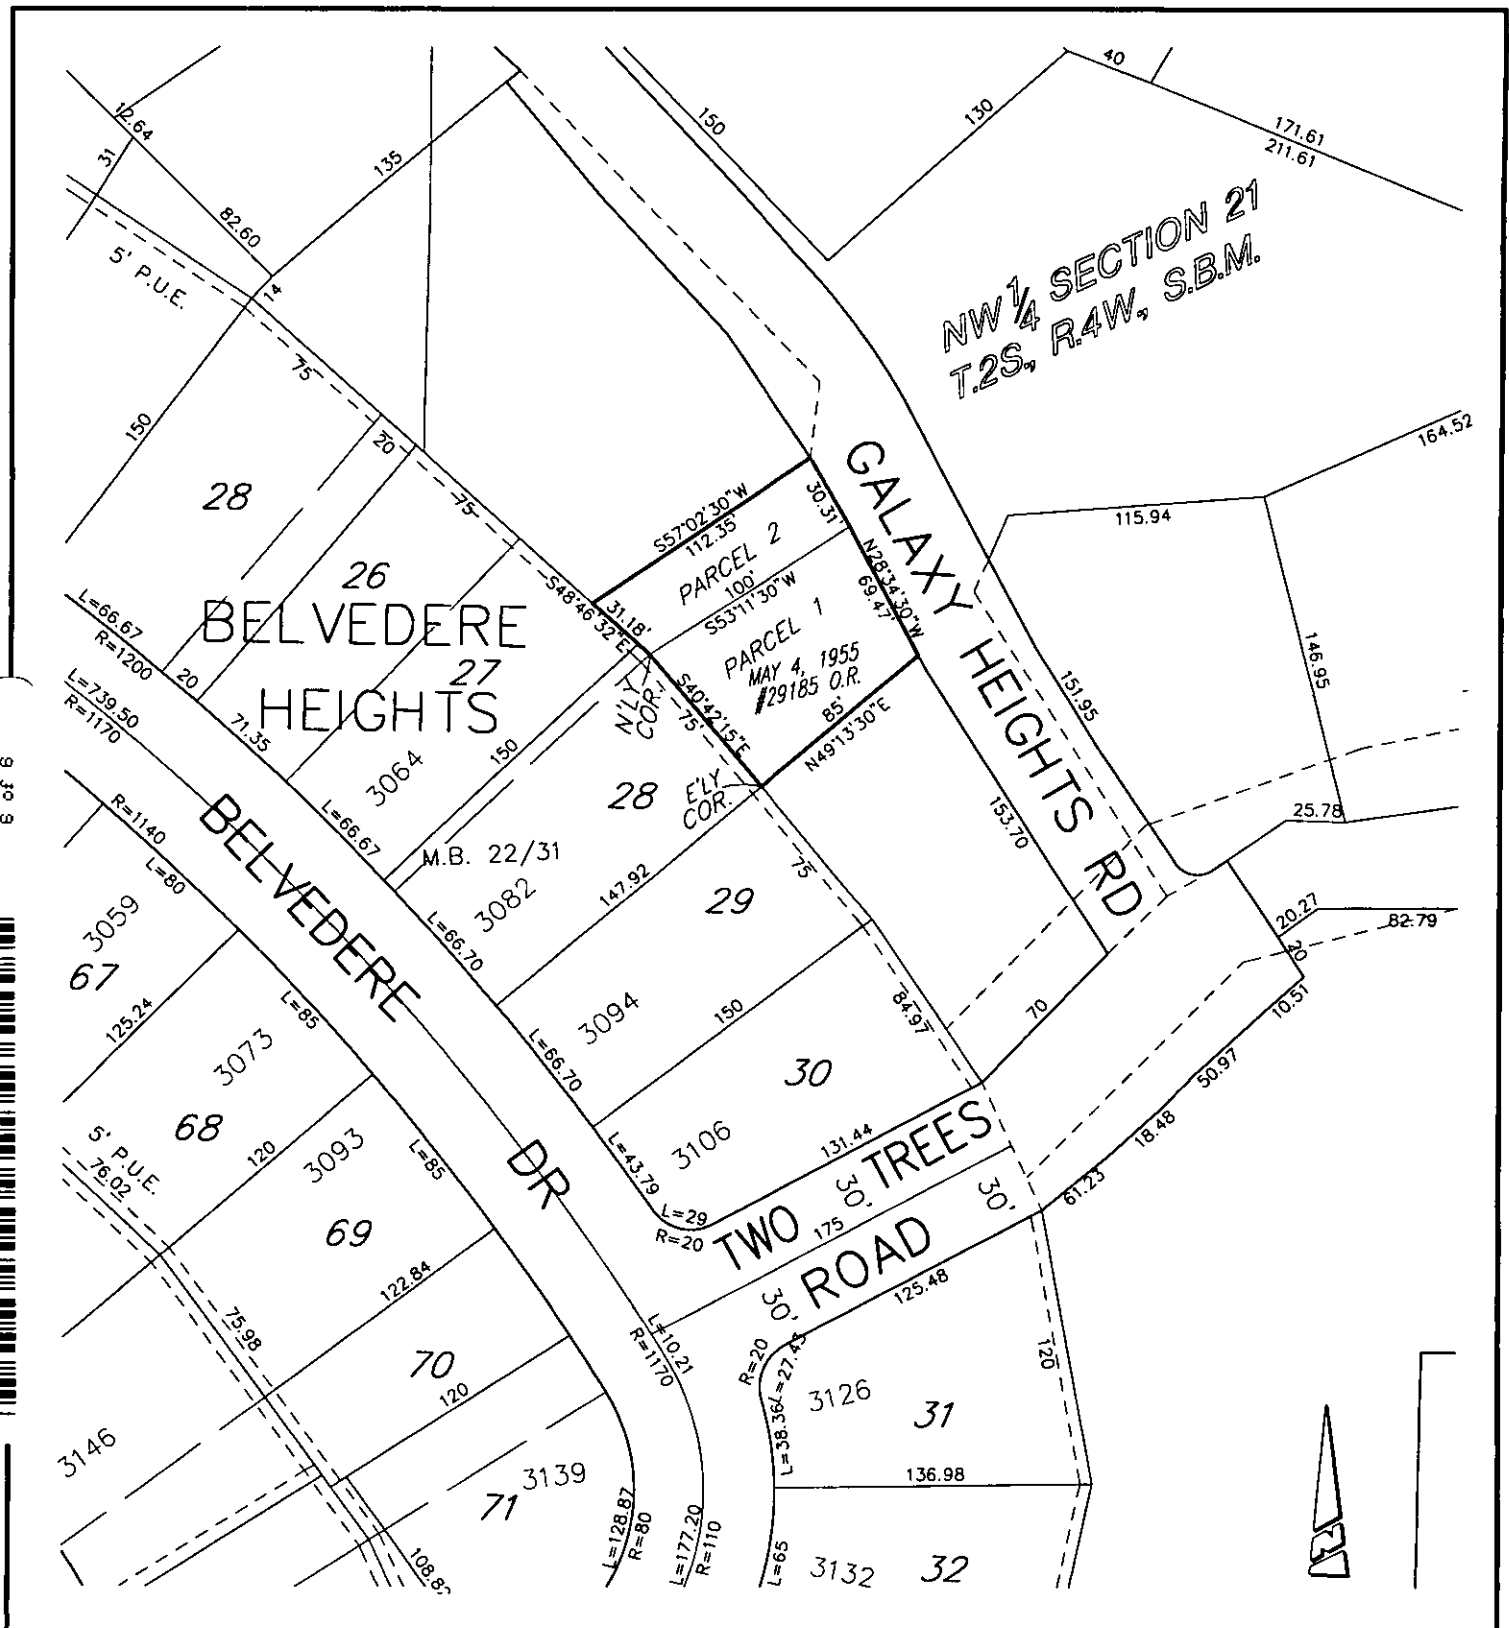 40
150
130
171.61
211.61
12.64
31
135
82.60
14
5' P.U.E.
NW 1/4 SECTION 21
T.2S., R.4W., S.B.M.
75
150
20
164.52
28
75
S57°02'30"W
112.35'
30.31'
115.94
PARCEL 2
100'
S53°11'30"W
N28°34'30"W
69.47'
26
S48°46'32"E
31.18'
L=66.67
R=1200
BELVEDERE
HEIGHTS
27
PARCEL 1
MAY 4, 1955
#29185 O.R.
GALAXY HEIGHTS RD
146.95
20
L=739.50
R=1170
71.35
N'LY
COR.
S40°42'15"E
75'
85'
N49°13'30"E
151.95
150
3064
28
E'LY
COR.
R=1140
L=80
L=66.67
M.B. 22/31
153.70
25.78
BELVEDERE DR
3082
147.92
75
29
3059
67
L=66.70
20.27
82.79
20
125.24
L=85
3094
150
84.97
70
10.51
3073
L=66.70
30
50.97
68
5' P.U.E.
76.02
120
3093
L=85
L=43.79
3106
131.44
18.48
61.23
TWO TREES
ROAD
30'
30'
175
30'
L=29
R=20
69
122.84
125.48
75.98
L=10.21
R=1170
R=20
L=27.43
120
70
120
L=38.36
3126
31
3146
3139
136.98
71
L=128.87
R=80
L=177.20
R=110
L=65
108.82
3132
32
N